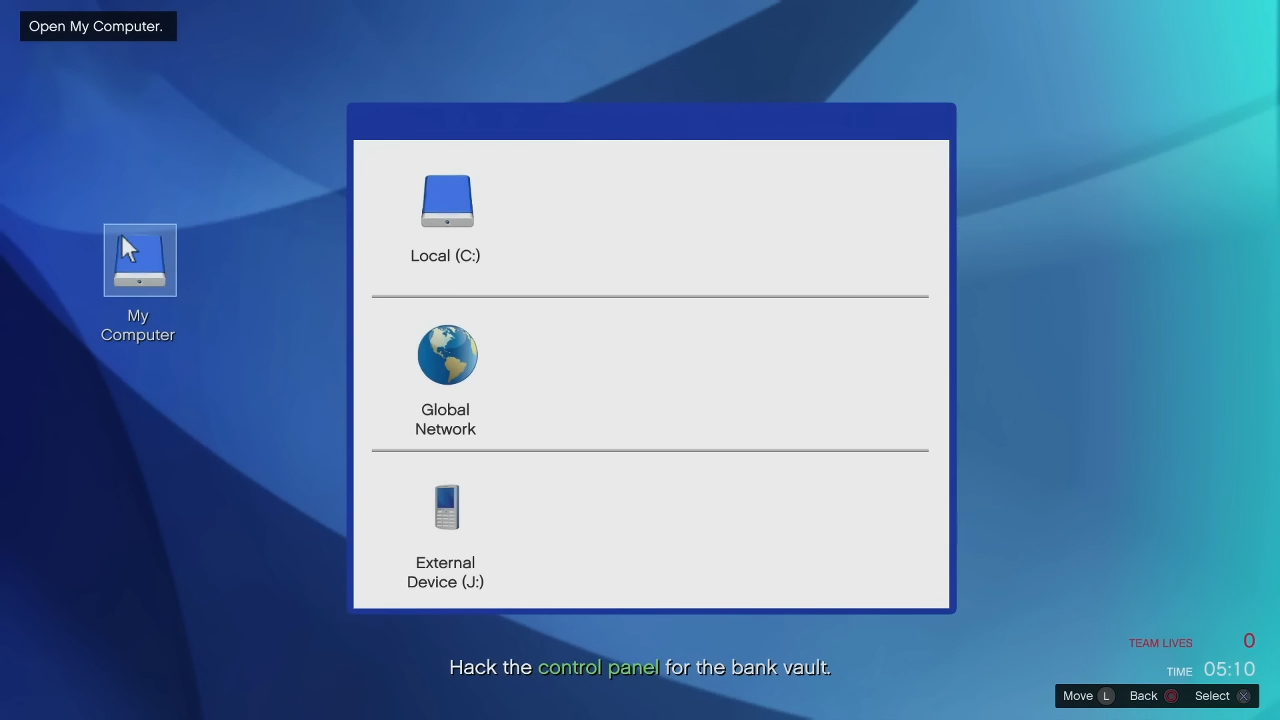 Open My Computer.
My
Computer
Local (C:)
Global
Network
External
Device (J:)
Hack the control panel for the bank vault.
TEAM LIVES 0
TIME 05:10
Move L Back Select